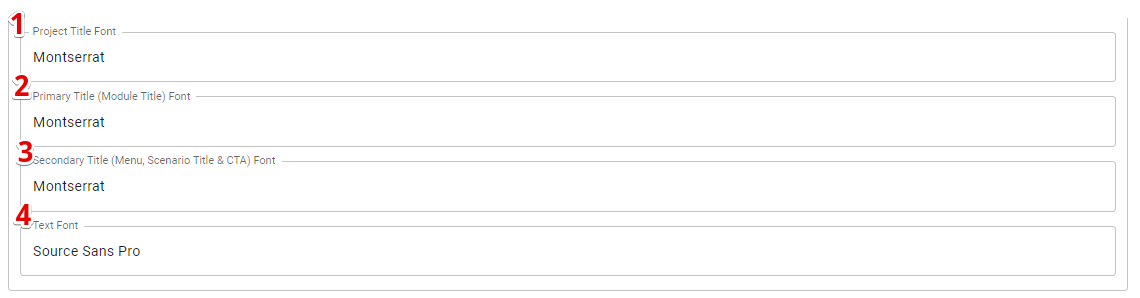 1
Project Title Font
Montserrat
2
Primary Title (Module Title) Font
Montserrat
3
Secondary Title (Menu, Scenario Title & CTA) Font
Montserrat
4
Text Font
Source Sans Pro